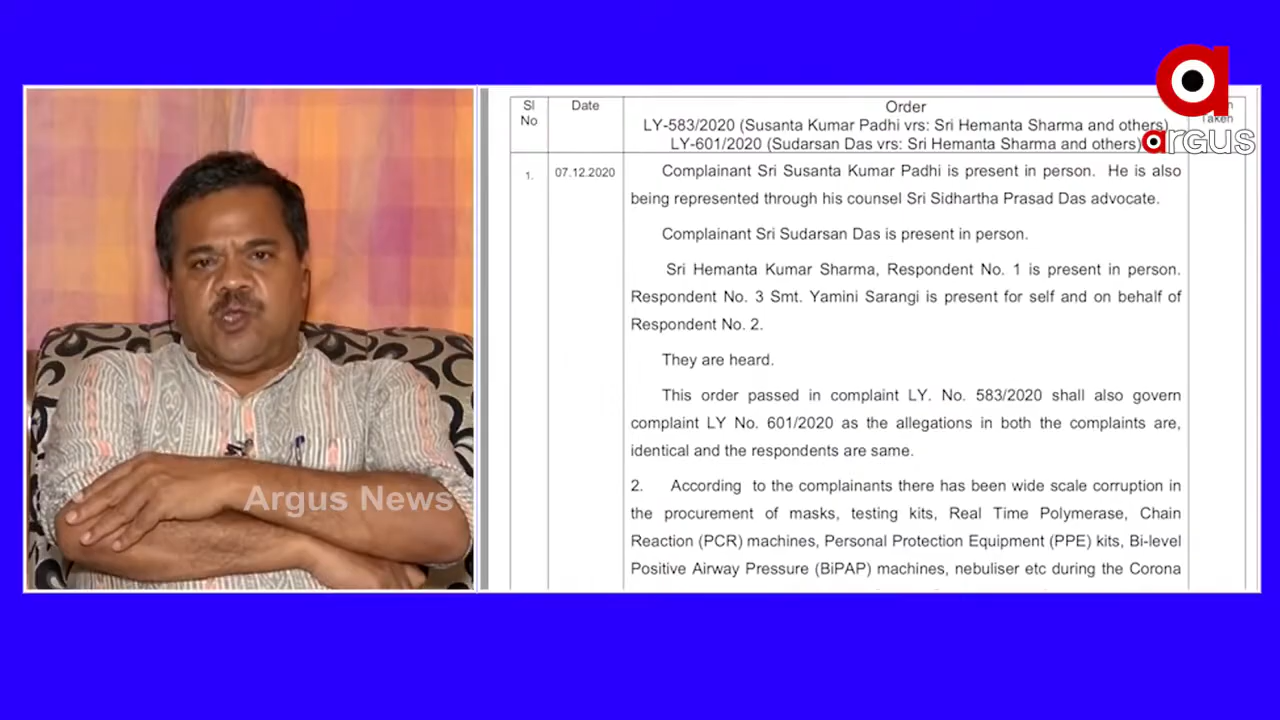 argus
Argus News
Sl No
Date
Order
LY-583/2020 (Susanta Kumar Padhi vrs: Sri Hemanta Sharma and others)
LY-601/2020 (Sudarsan Das vrs: Sri Hemanta Sharma and others)
Taken
1.
07.12.2020
Complainant Sri Susanta Kumar Padhi is present in person. He is also
being represented through his counsel Sri Sidhartha Prasad Das advocate.
Complainant Sri Sudarsan Das is present in person.
Sri Hemanta Kumar Sharma, Respondent No. 1 is present in person.
Respondent No. 3 Smt. Yamini Sarangi is present for self and on behalf of
Respondent No. 2.
They are heard.
This order passed in complaint LY. No. 583/2020 shall also govern
complaint LY No. 601/2020 as the allegations in both the complaints are,
identical and the respondents are same.
2. According to the complainants there has been wide scale corruption in
the procurement of masks, testing kits, Real Time Polymerase, Chain
Reaction (PCR) machines, Personal Protection Equipment (PPE) kits, Bi-level
Positive Airway Pressure (BiPAP) machines, nebuliser etc during the Corona